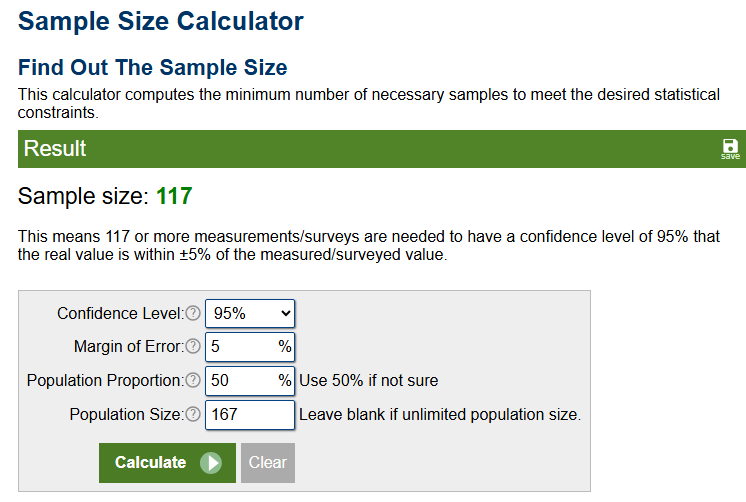 Sample Size Calculator
Find Out The Sample Size
This calculator computes the minimum number of necessary samples to meet the desired statistical
constraints.
Result
save
Sample size: 117
This means 117 or more measurements/surveys are needed to have a confidence level of 95% that
the real value is within ±5% of the measured/surveyed value.
Confidence Level: ? 95%
Margin of Error: ? 5 %
Population Proportion: ? 50 % Use 50% if not sure
Population Size: ? 167 Leave blank if unlimited population size.
Calculate Clear